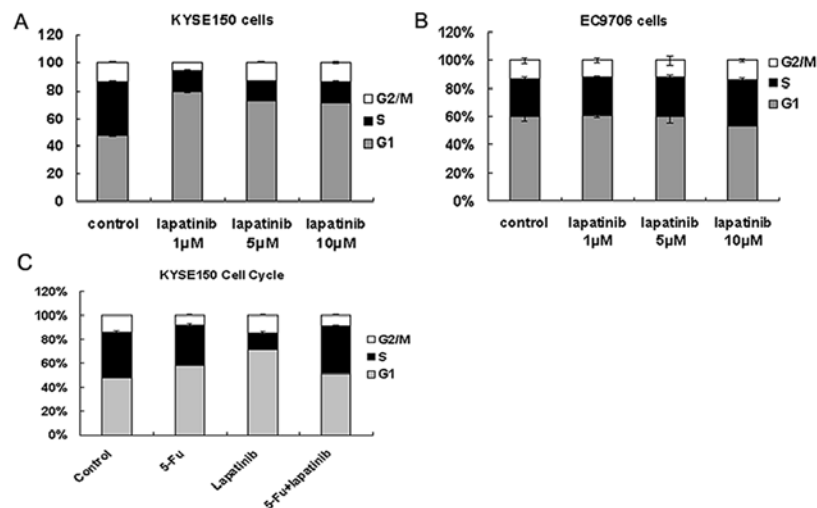 A
KYSE150 cells
120
100
80
60
40
20
0
G2/M
S
G1
control
lapatinib
1µM
lapatinib
5µM
lapatinib
10µM
B
EC9706 cells
120%
100%
80%
60%
40%
20%
0%
G2/M
S
G1
control
lapatinib
1µM
lapatinib
5µM
lapatinib
10µM
C
KYSE150 Cell Cycle
120%
100%
80%
60%
40%
20%
0%
G2/M
S
G1
Control
5-Fu
Lapatinib
5-Fu+lapatinib